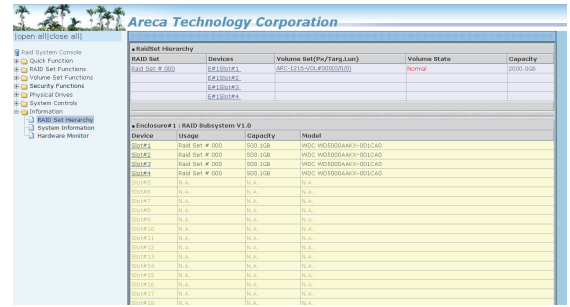 Areca Technology Corporation
|open all|close all|
Raid System Console
Quick Function
RAID Set Functions
Volume Set Functions
Security Functions
Physical Drives
System Controls
Information
RAID Set Hierarchy
System Information
Hardware Monitor
RaidSet Hierarchy
RAID Set Devices Volume Set(Px/Targ.Lun) Volume State Capacity
Raid Set # 000 E#1Slot#1 ARC-1216-VOL#000(0/0/0) Normal 2000.0GB
E#1Slot#2
E#1Slot#3
E#1Slot#4
Enclosure#1 : RAID Subsystem V1.0
Device Usage Capacity Model
Slot#1 Raid Set # 000 500.1GB WDC WD5000AAKX-001CA0
Slot#2 Raid Set # 000 500.1GB WDC WD5000AAKX-001CA0
Slot#3 Raid Set # 000 500.1GB WDC WD5000AAKX-001CA0
Slot#4 Raid Set # 000 500.1GB WDC WD5000AAKX-001CA0
Slot#5 N.A. N.A. N.A.
Slot#6 N.A. N.A. N.A.
Slot#7 N.A. N.A. N.A.
Slot#8 N.A. N.A. N.A.
Slot#9 N.A. N.A. N.A.
Slot#10 N.A. N.A. N.A.
Slot#11 N.A. N.A. N.A.
Slot#12 N.A. N.A. N.A.
Slot#13 N.A. N.A. N.A.
Slot#14 N.A. N.A. N.A.
Slot#15 N.A. N.A. N.A.
Slot#16 N.A. N.A. N.A.
Slot#17 N.A. N.A. N.A.
Slot#18 N.A. N.A. N.A.